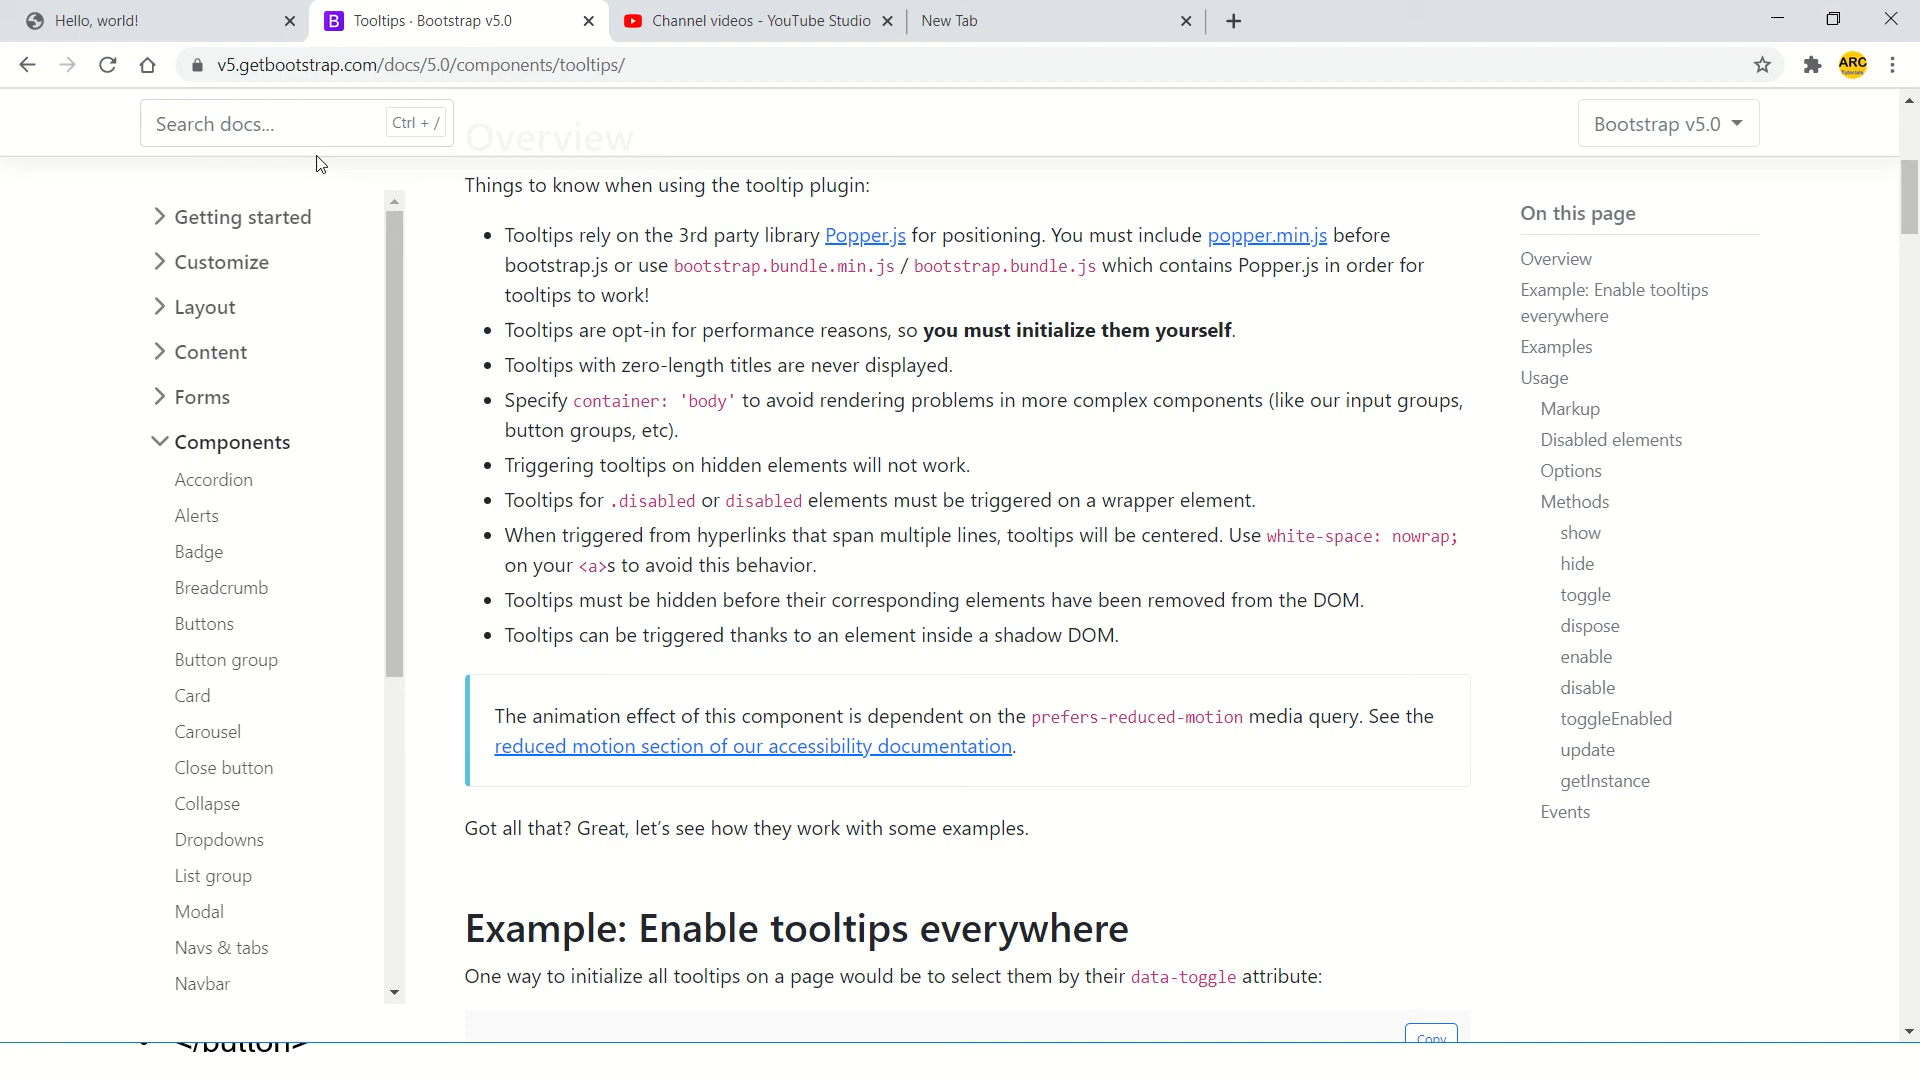 Hello, world!
Tooltips · Bootstrap v5.0
Channel videos - YouTube Studio
New Tab
v5.getbootstrap.com/docs/5.0/components/tooltips/
ARC
Tutorials
Search docs...
Ctrl + /
Overview
Bootstrap v5.0
Getting started
Customize
Layout
Content
Forms
Components
Accordion
Alerts
Badge
Breadcrumb
Buttons
Button group
Card
Carousel
Close button
Collapse
Dropdowns
List group
Modal
Navs & tabs
Navbar
Things to know when using the tooltip plugin:
• Tooltips rely on the 3rd party library Popper.js for positioning. You must include popper.min.js before
bootstrap.js or use bootstrap.bundle.min.js / bootstrap.bundle.js which contains Popper.js in order for
tooltips to work!
• Tooltips are opt-in for performance reasons, so you must initialize them yourself.
• Tooltips with zero-length titles are never displayed.
• Specify container: 'body' to avoid rendering problems in more complex components (like our input groups,
button groups, etc).
• Triggering tooltips on hidden elements will not work.
• Tooltips for .disabled or disabled elements must be triggered on a wrapper element.
• When triggered from hyperlinks that span multiple lines, tooltips will be centered. Use white-space: nowrap;
on your <a>s to avoid this behavior.
• Tooltips must be hidden before their corresponding elements have been removed from the DOM.
• Tooltips can be triggered thanks to an element inside a shadow DOM.
The animation effect of this component is dependent on the prefers-reduced-motion media query. See the
reduced motion section of our accessibility documentation.
Got all that? Great, let's see how they work with some examples.
Example: Enable tooltips everywhere
One way to initialize all tooltips on a page would be to select them by their data-toggle attribute:
Copy
On this page
Overview
Example: Enable tooltips
everywhere
Examples
Usage
Markup
Disabled elements
Options
Methods
show
hide
toggle
dispose
enable
disable
toggleEnabled
update
getInstance
Events
• </button>